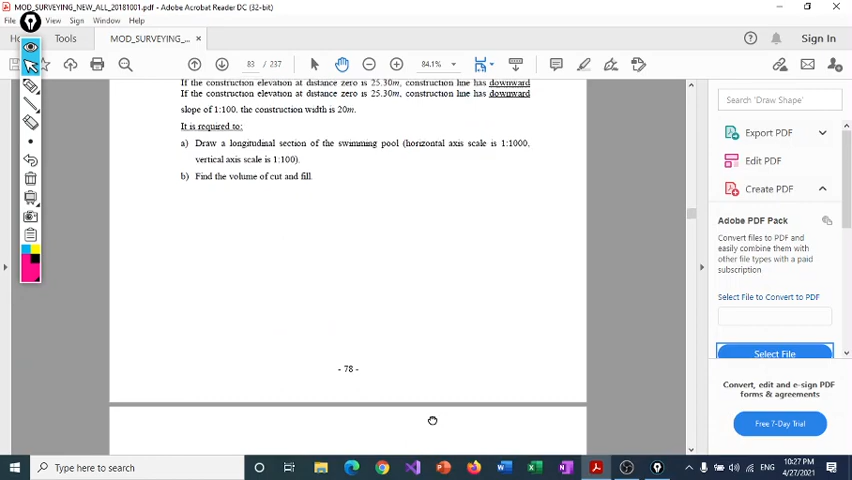 MOD_SURVEYING_NEW_ALL_20181001.pdf - Adobe Acrobat Reader DC (32-bit)
File View Sign Window Help
Tools
MOD_SURVEYING_...
Sign In
83 / 237
84.1%
If the construction elevation at distance zero is 25.30m, construction line has downward
If the construction elevation at distance zero is 25.30m, construction line has downward
slope of 1:100. the construction width is 20m.
It is required to:
a) Draw a longitudinal section of the swimming pool (horizontal axis scale is 1:1000,
vertical axis scale is 1:100).
b) Find the volume of cut and fill.
- 78 -
Search 'Draw Shape'
Export PDF
Edit PDF
Create PDF
Adobe PDF Pack
Convert files to PDF and
easily combine them with
other file types with a paid
subscription
Select File to Convert to PDF
Select File
Convert, edit and e-sign PDF
forms & agreements
Free 7-Day Trial
Type here to search
ENG
10:27 PM
4/27/2021